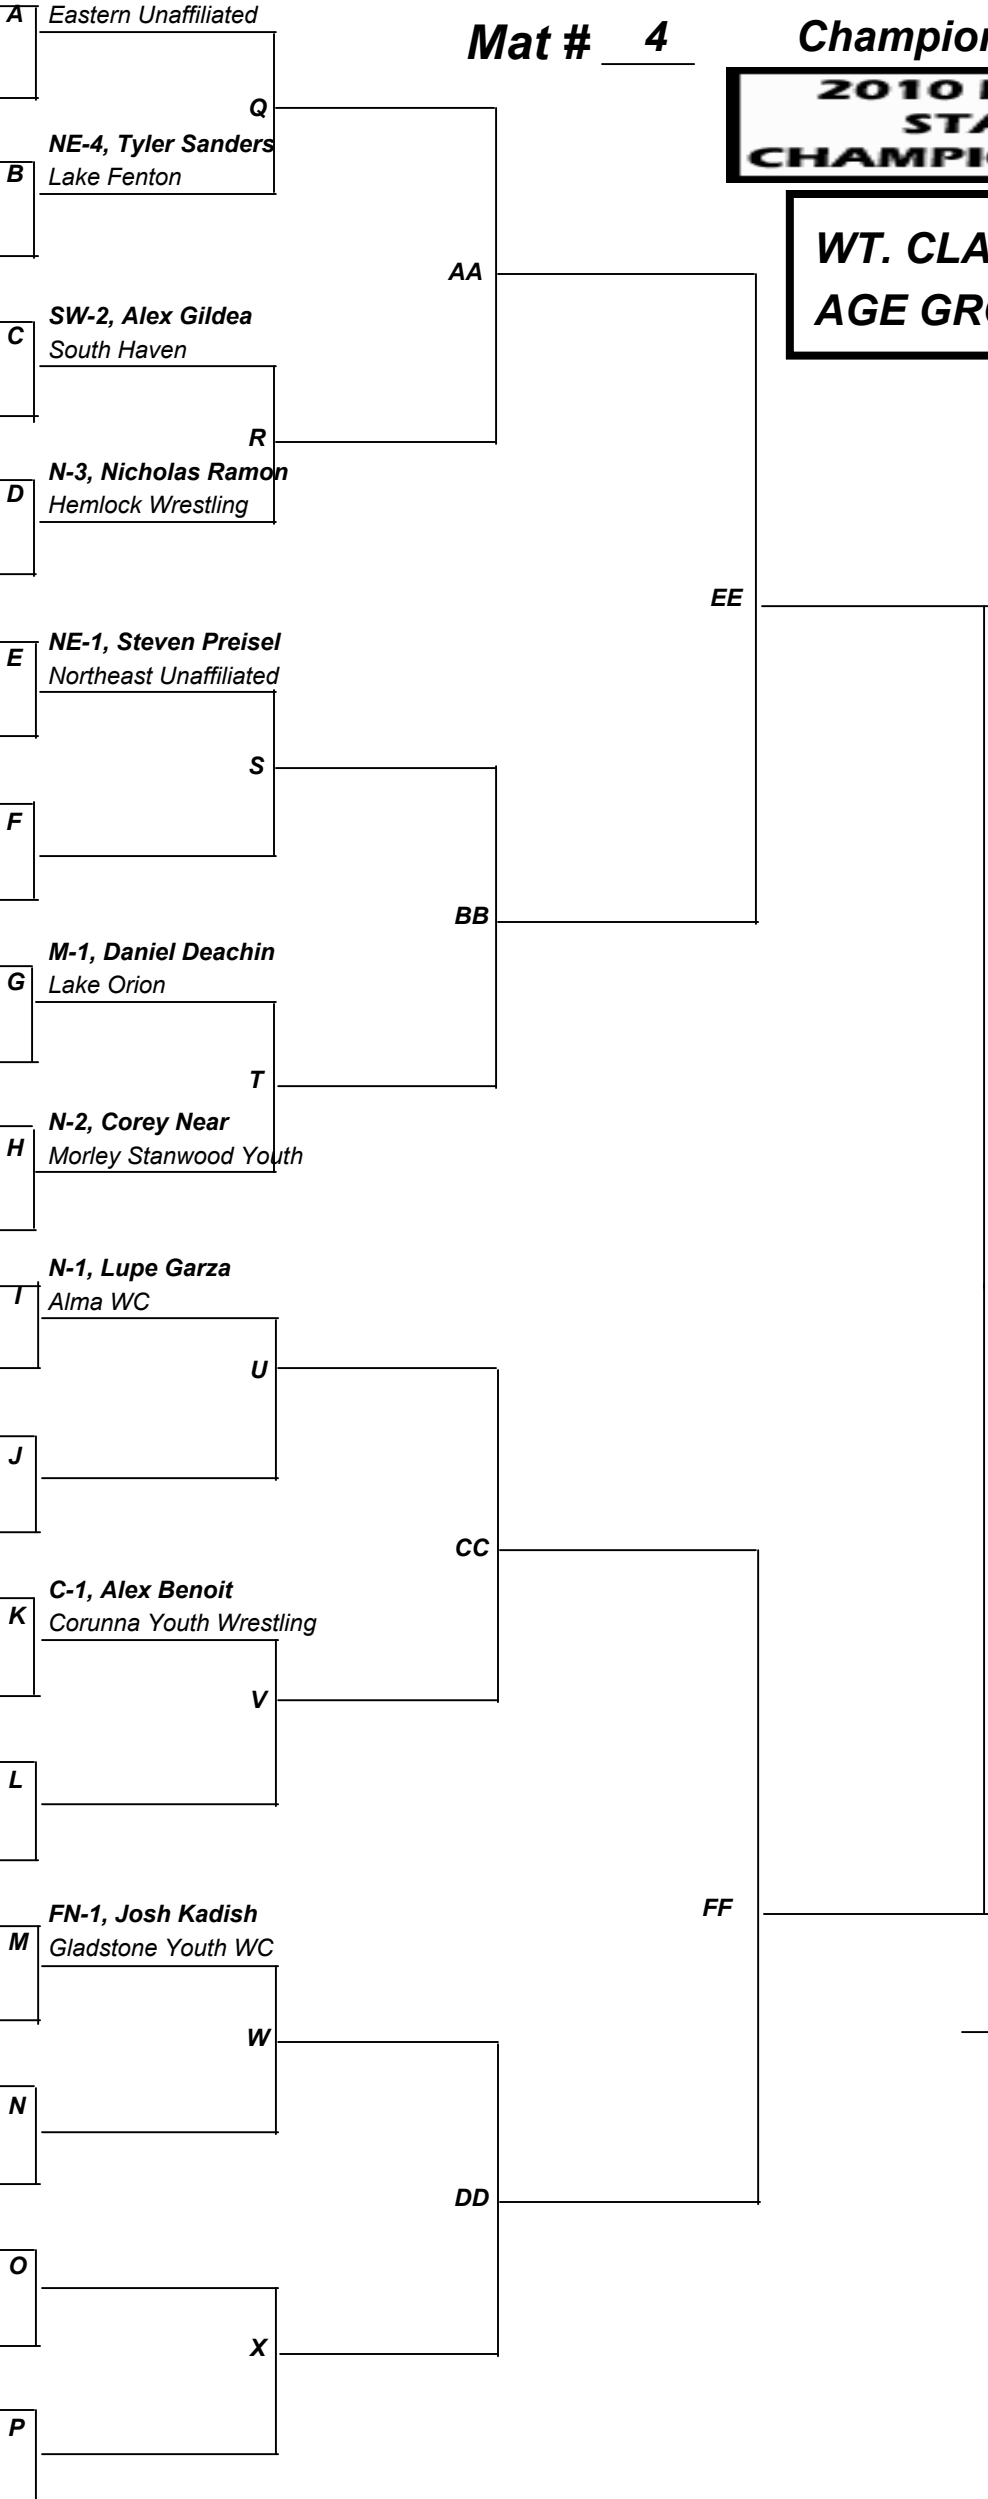 A
Eastern Unaffiliated
Mat # 4
Champion
2010
STA
CHAMPI
Q
NE-4, Tyler Sanders
B
Lake Fenton
WT. CLA
AGE GRO
AA
SW-2, Alex Gildea
C
South Haven
R
N-3, Nicholas Ramon
D
Hemlock Wrestling
EE
NE-1, Steven Preisel
E
Northeast Unaffiliated
S
F
BB
M-1, Daniel Deachin
G
Lake Orion
T
N-2, Corey Near
H
Morley Stanwood Youth
N-1, Lupe Garza
I
Alma WC
U
J
CC
C-1, Alex Benoit
K
Corunna Youth Wrestling
V
L
FF
FN-1, Josh Kadish
M
Gladstone Youth WC
W
N
DD
O
X
P